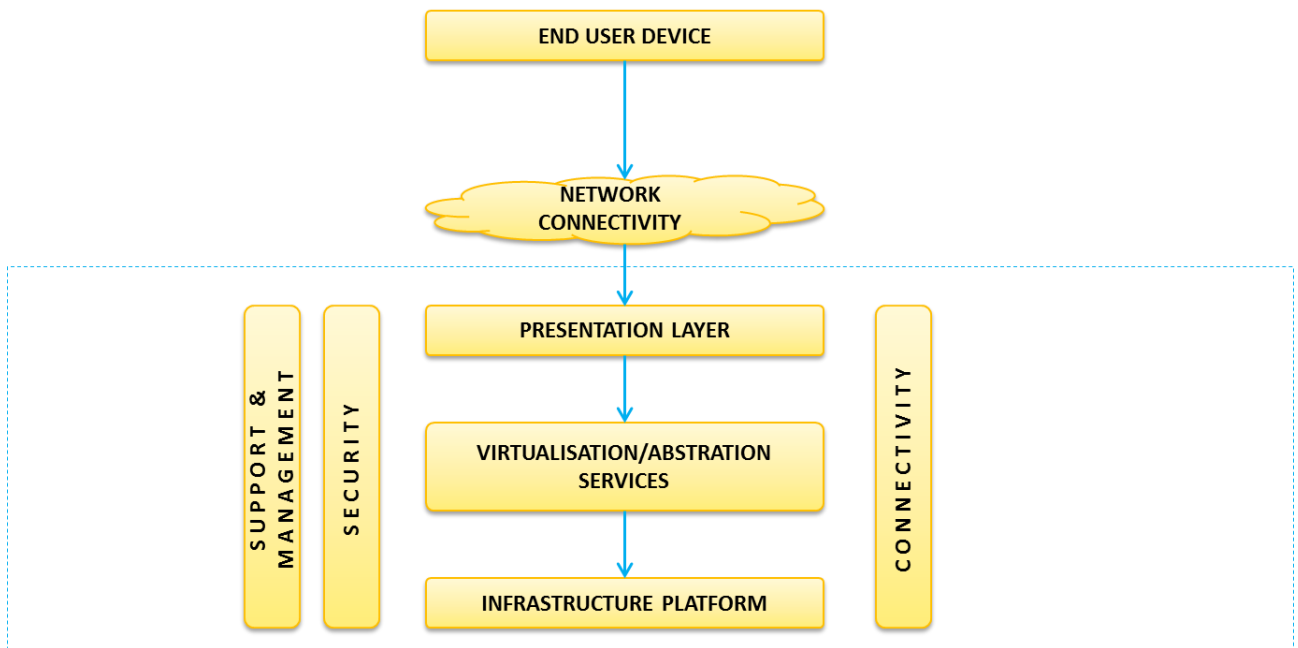 END USER DEVICE
NETWORK
CONNECTIVITY
PRESENTATION LAYER
SUPPORT &
MANAGEMENT
SECURITY
VIRTUALISATION/ABSTRATION
SERVICES
CONNECTIVITY
INFRASTRUCTURE PLATFORM